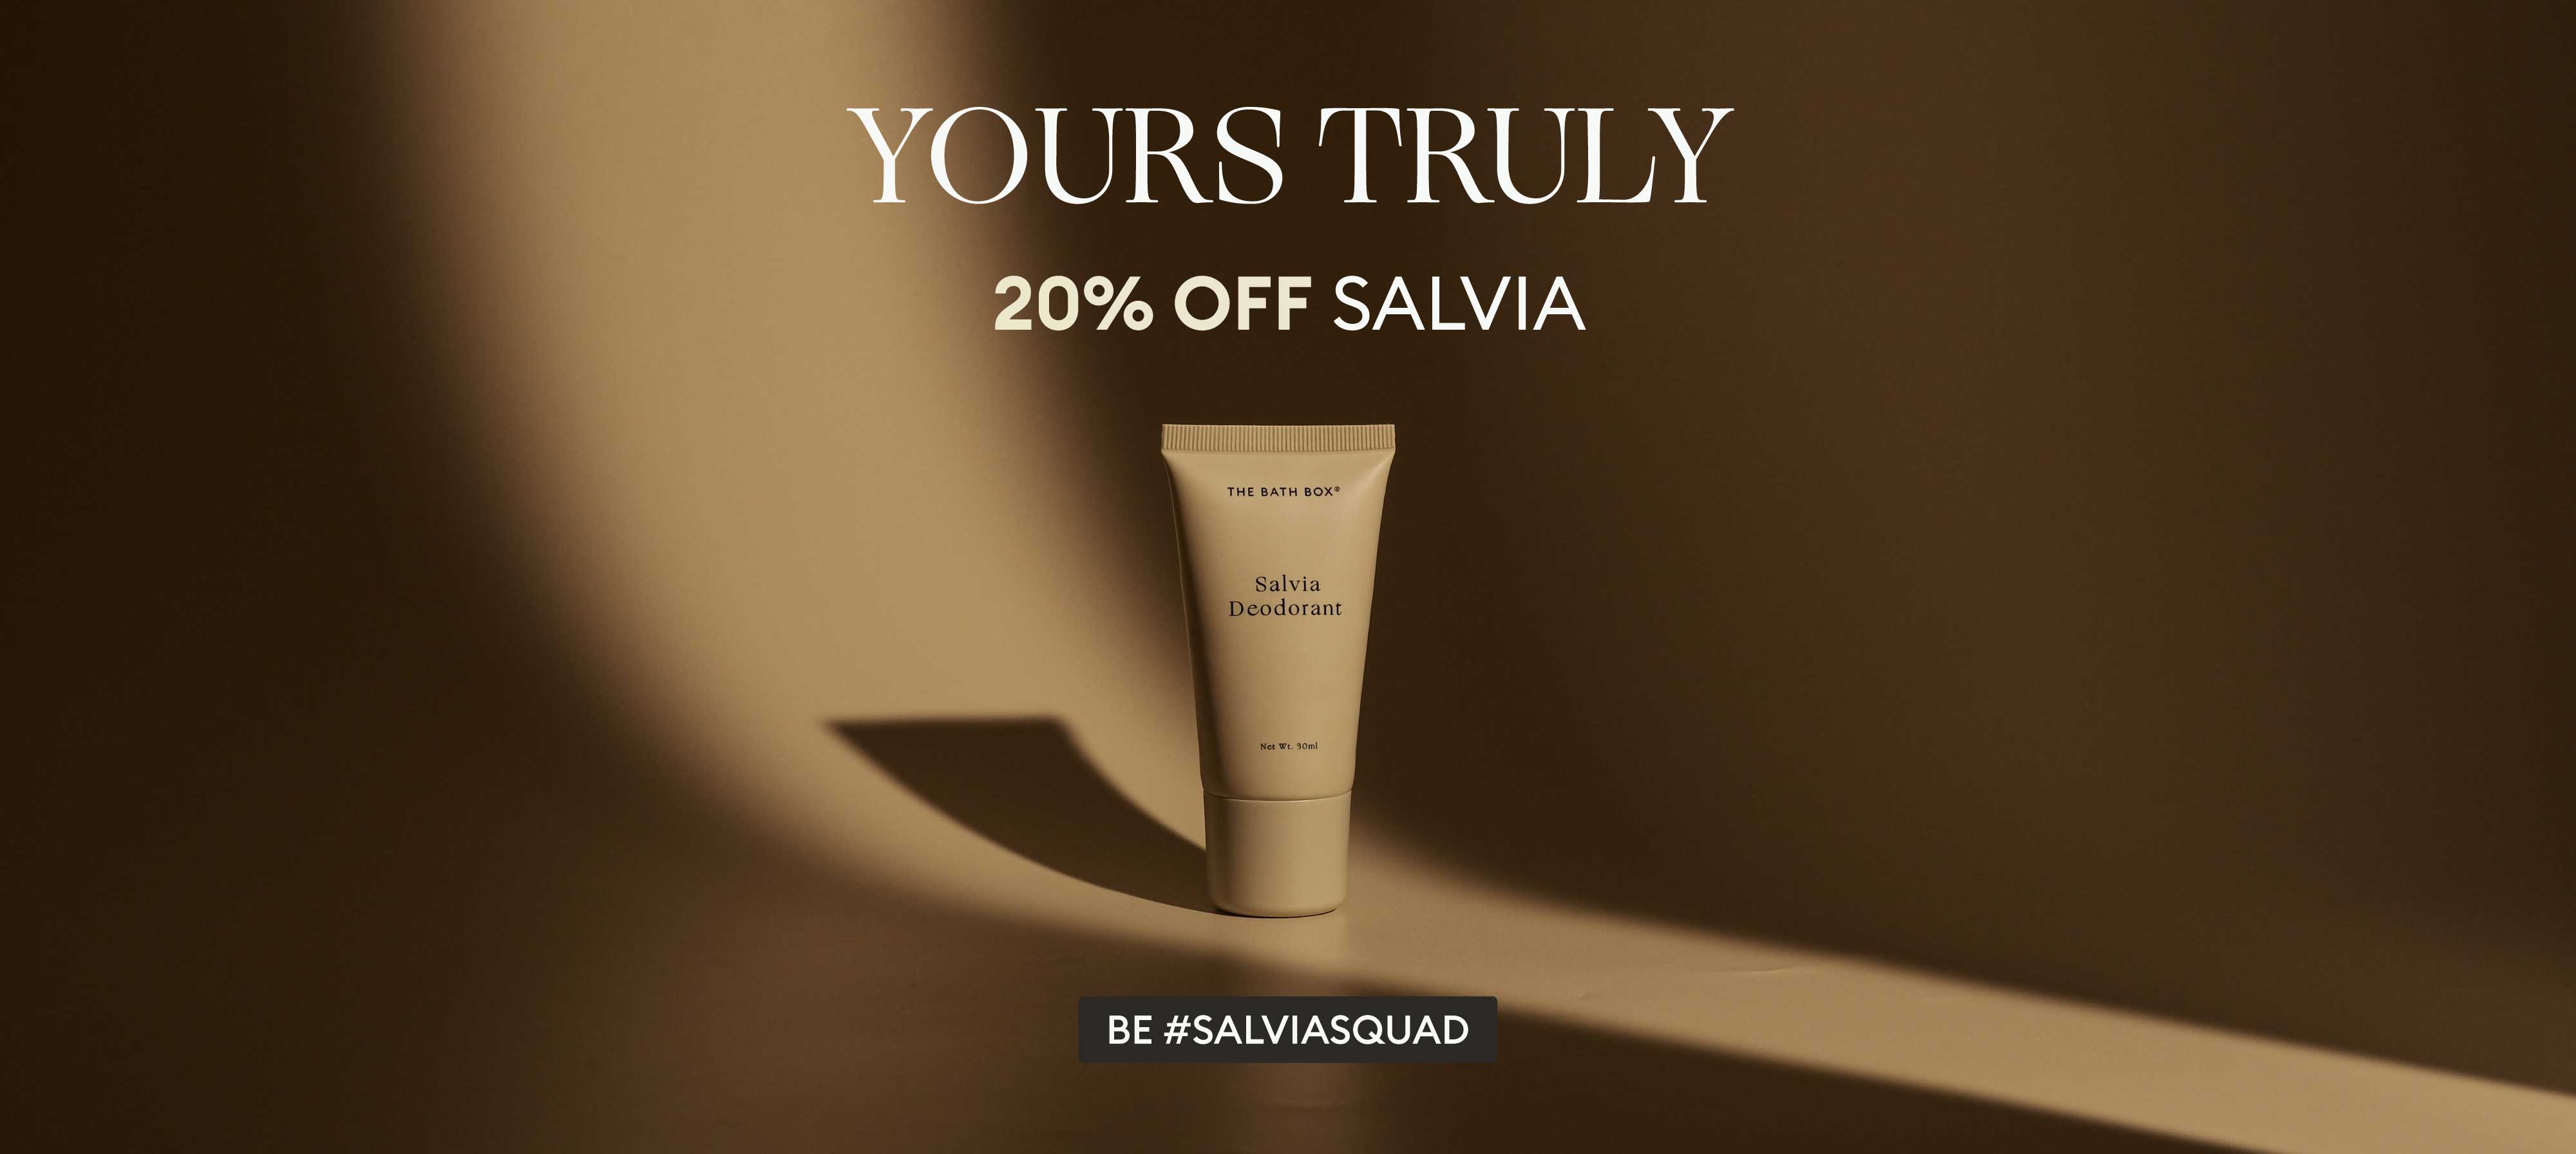 YOURS TRULY
20% OFF SALVIA
THE BATH BOX®
Salvia
Deodorant
Net Wt. 30ml
BE #SALVIASQUAD